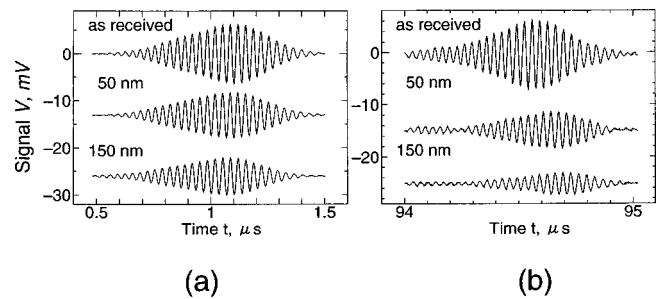 as received
as received
0
0
50 nm
50 nm
Signal V, mV
−10
−10
150 nm
150 nm
−20
−20
−30
0.5
1
1.5
94
95
Time t, μs
Time t, μs
(a)
(b)